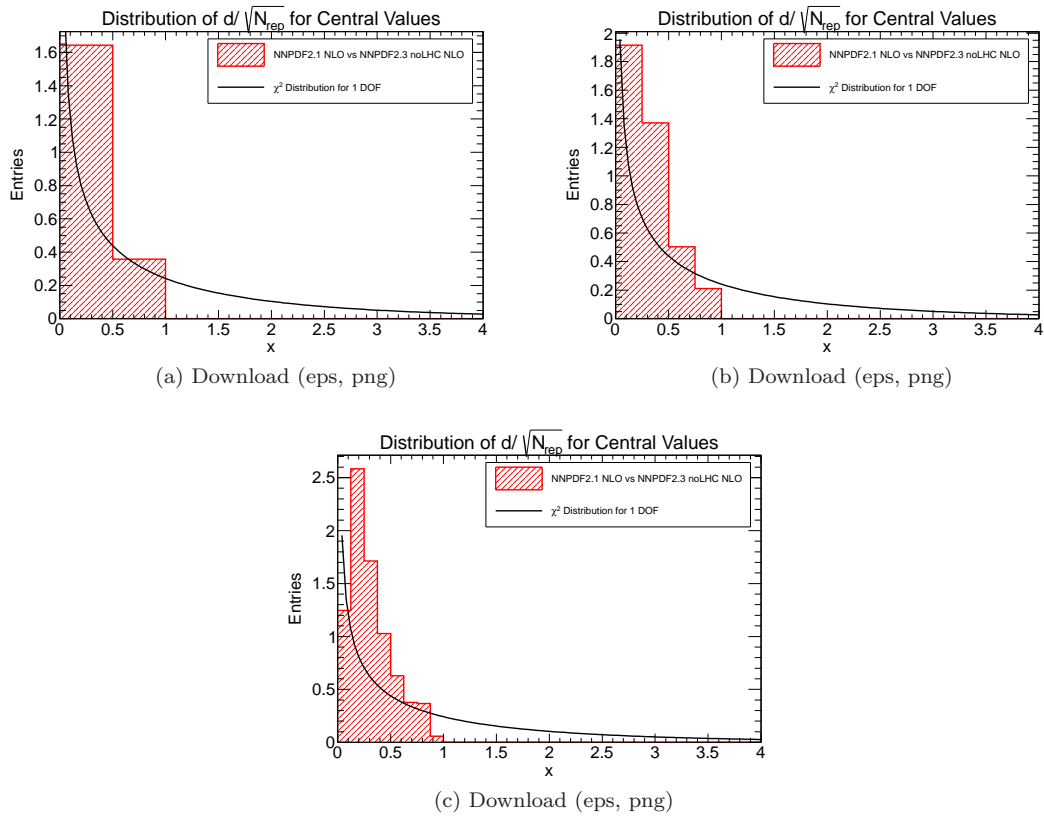 Distribution of d/ √N_rep for Central Values
NNPDF2.1 NLO vs NNPDF2.3 noLHC NLO
χ² Distribution for 1 DOF
Entries
1.6
1.4
1.2
1
0.8
0.6
0.4
0.2
0
0 0.5 1 1.5 2 2.5 3 3.5 4
x
(a) Download (eps, png)
Distribution of d/ √N_rep for Central Values
NNPDF2.1 NLO vs NNPDF2.3 noLHC NLO
χ² Distribution for 1 DOF
Entries
2
1.8
1.6
1.4
1.2
1
0.8
0.6
0.4
0.2
0
0 0.5 1 1.5 2 2.5 3 3.5 4
x
(b) Download (eps, png)
Distribution of d/ √N_rep for Central Values
NNPDF2.1 NLO vs NNPDF2.3 noLHC NLO
χ² Distribution for 1 DOF
Entries
2.5
2
1.5
1
0.5
0
0 0.5 1 1.5 2 2.5 3 3.5 4
x
(c) Download (eps, png)